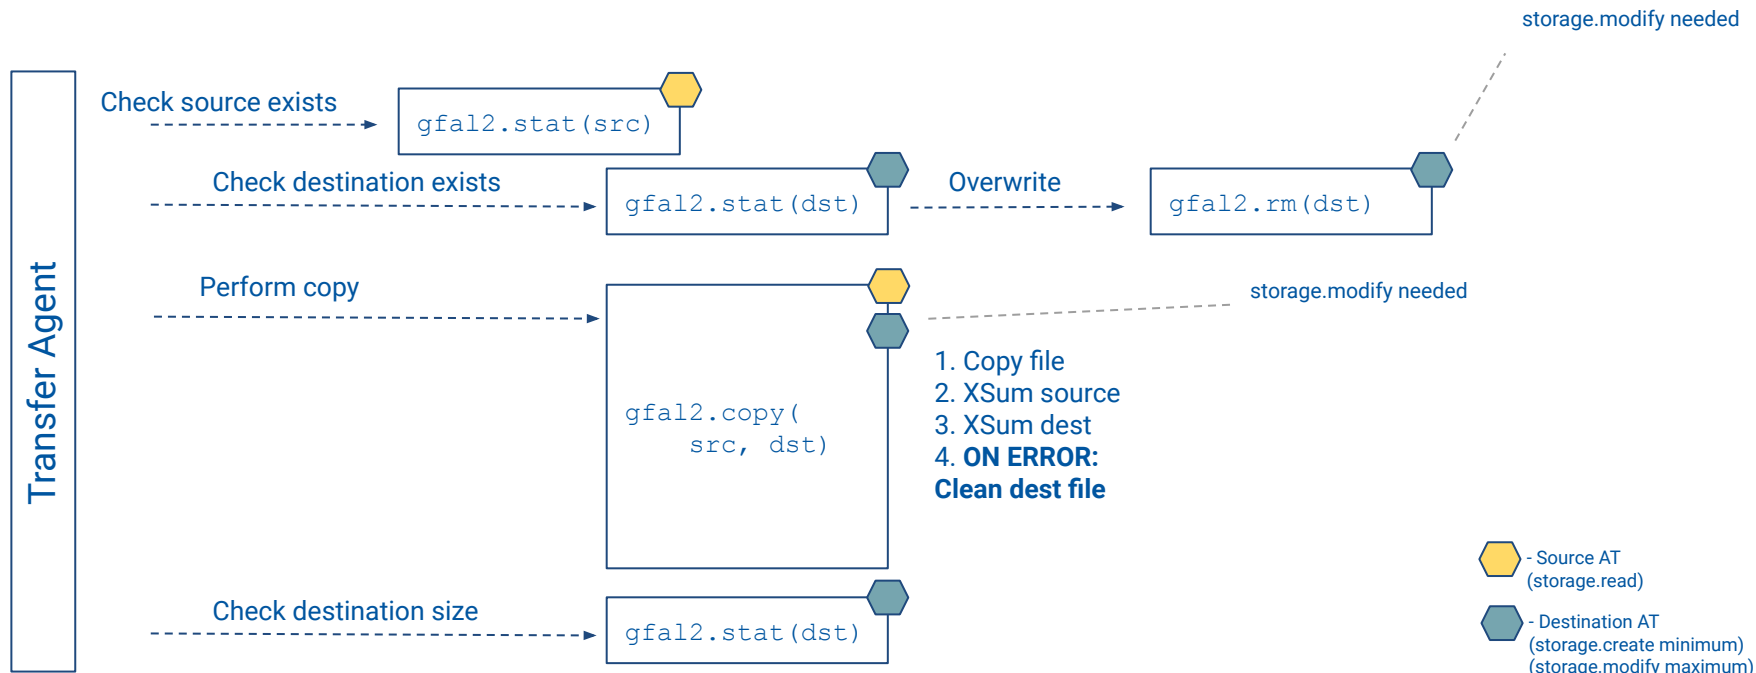 storage.modify needed
Transfer Agent
Check source exists
gfal2.stat(src)
Check destination exists
gfal2.stat(dst)
Overwrite
gfal2.rm(dst)
Perform copy
gfal2.copy(
src, dst)
storage.modify needed
1. Copy file
2. XSum source
3. XSum dest
4. ON ERROR:
Clean dest file
Check destination size
gfal2.stat(dst)
- Source AT
(storage.read)
- Destination AT
(storage.create minimum)
(storage.modify maximum)